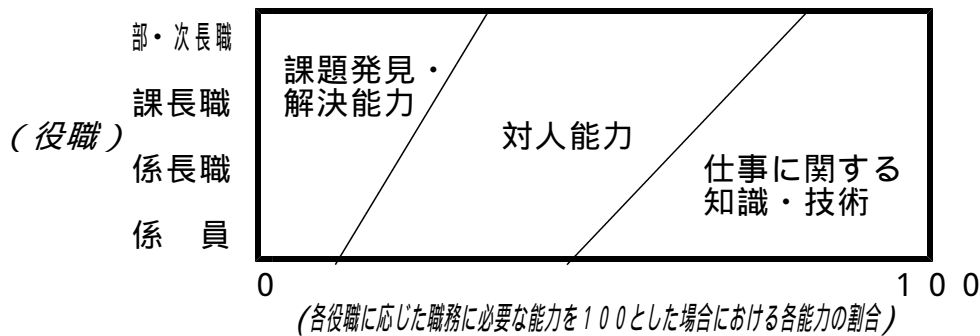 部・次長職
課長職
(役職)
係長職
係 員
課題発見・
解決能力
対人能力
仕事に関する
知識・技術
0
100
(各役職に応じた職務に必要な能力を100とした場合における各能力の割合)